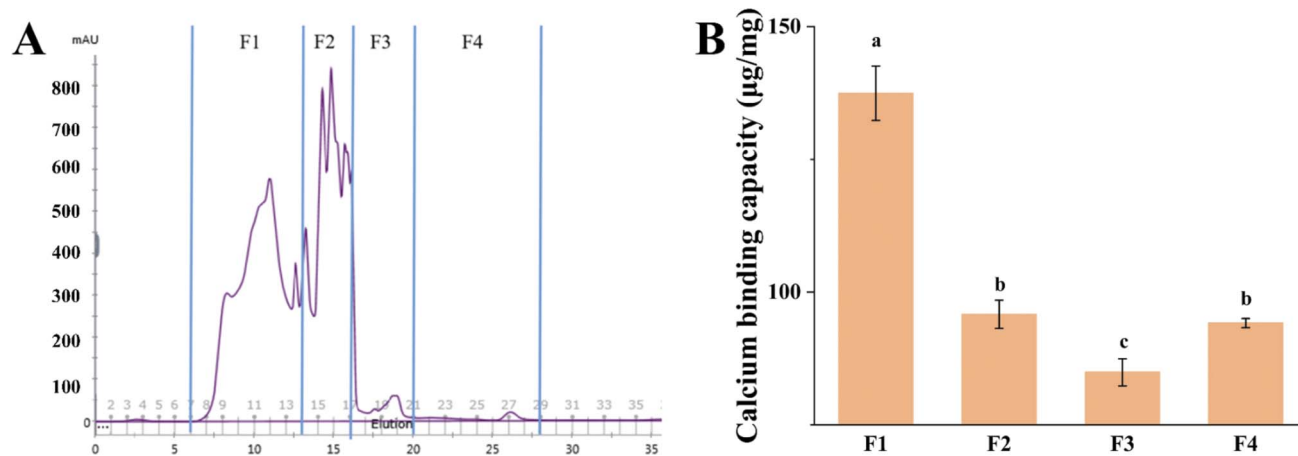 A
mAU
F1 F2 F3 F4
800
700
600
500
400
300
200
100
0
...
2 3 4 5 6 7 8 9 11 13 15 17 18 21 23 25 27 29 31 33 35
Elution
0 5 10 15 20 25 30 35
B
Calcium binding capacity (μg/mg)
150
100
a
b
c
b
F1 F2 F3 F4